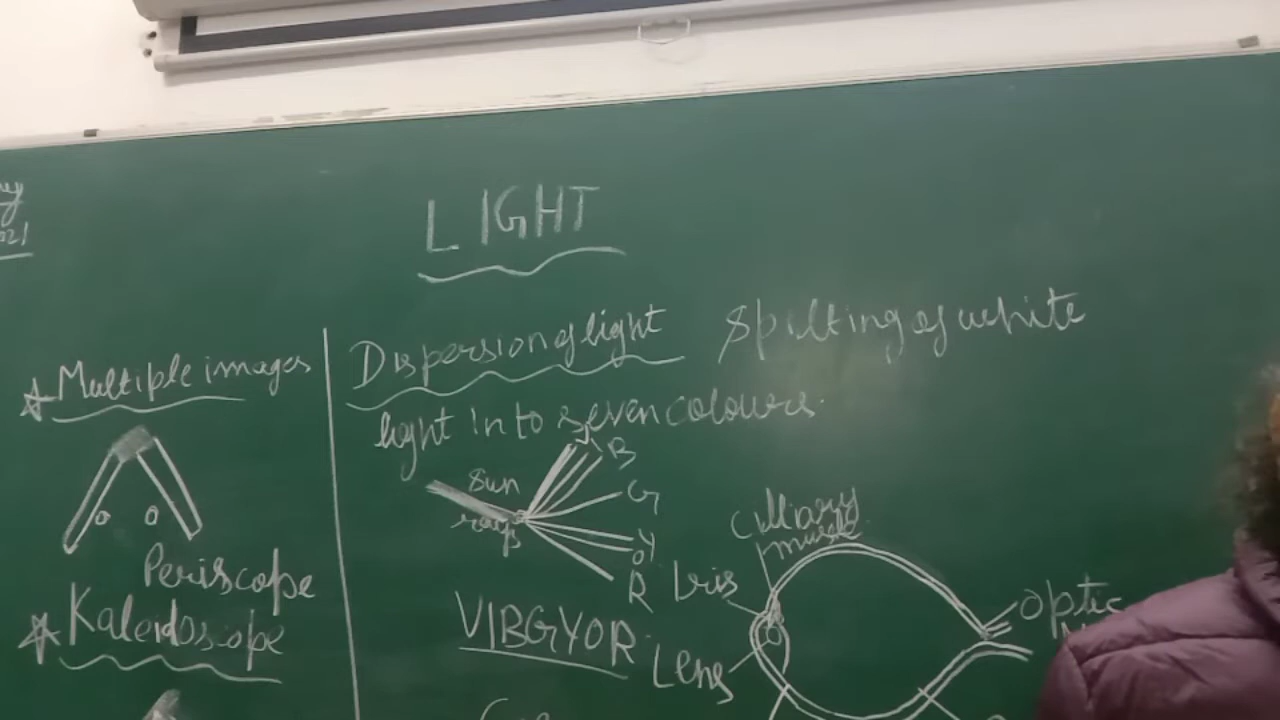 LIGHT
Multiple images
Periscope
Kaleidoscope
Dispersion of light Spilting of white
light into seven colours.
Sun
rays
B
G
Y
O
R
VIBGYOR
Cilliary
muscle
Iris
Lens
Optic